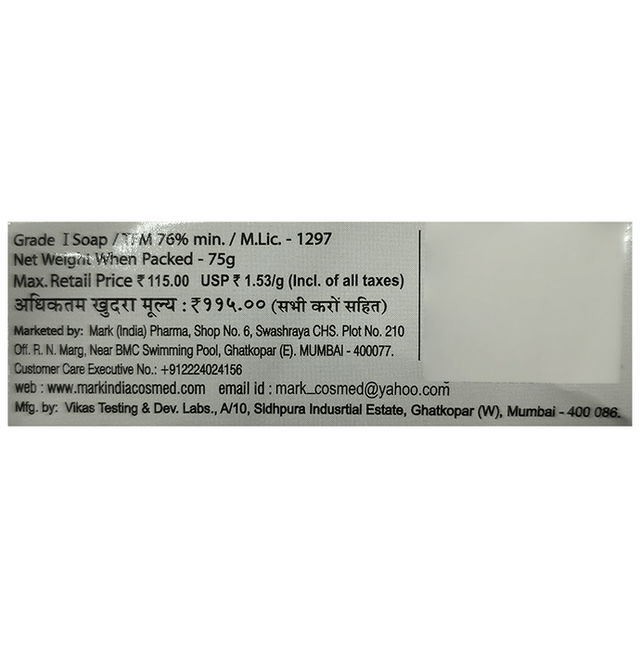 Grade I Soap / TFM 76% min. / M.Lic. - 1297
Net Weight When Packed - 75g
Max. Retail Price ₹ 115.00 USP ₹ 1.53/g (Incl. of all taxes)
अधिकतम खुदरा मूल्य : ₹ ११५.०० (सभी करों सहित)
Marketed by: Mark (India) Pharma, Shop No. 6, Swashraya CHS. Plot No. 210
Off. R. N. Marg, Near BMC Swimming Pool, Ghatkopar (E). MUMBAI - 400077.
Customer Care Executive No.: +912224024156
web : www.markindiacosmed.com email id : mark_cosmed@yahoo.com
Mfg. by: Vikas Testing & Dev. Labs., A/10, Sidhpura Indusrtial Estate, Ghatkopar (W), Mumbai - 400 086.